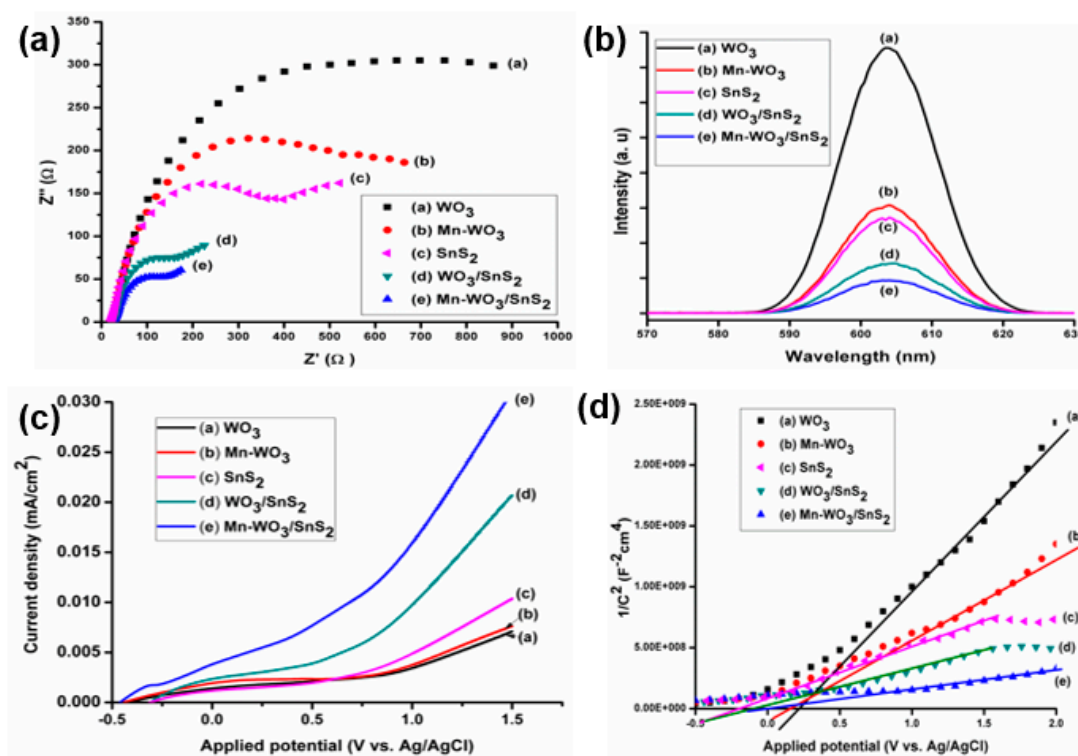 (a)
350
300
250
200
150
100
50
0
Z'' (Ω)
0 100 200 300 400 500 600 700 800 900 1000
Z' (Ω)
(a)
(b)
(c)
(d)
(e)
(a) WO3
(b) Mn-WO3
(c) SnS2
(d) WO3/SnS2
(e) Mn-WO3/SnS2
(b)
(a) WO3
(b) Mn-WO3
(c) SnS2
(d) WO3/SnS2
(e) Mn-WO3/SnS2
Intensity (a. u)
(a)
(b)
(c)
(d)
(e)
570 580 590 600 610 620 63
Wavelength (nm)
(c)
0.030
0.025
0.020
0.015
0.010
0.005
0.000
Current density (mA/cm2)
(a) WO3
(b) Mn-WO3
(c) SnS2
(d) WO3/SnS2
(e) Mn-WO3/SnS2
(e)
(d)
(c)
(b)
(a)
-0.5 0.0 0.5 1.0 1.5
Applied potential (V vs. Ag/AgCl)
(d)
2.50E+009
2.00E+009
1.50E+009
1.00E+009
5.00E+008
0.00E+000
1/C2 (F-2cm4)
(a) WO3
(b) Mn-WO3
(c) SnS2
(d) WO3/SnS2
(e) Mn-WO3/SnS2
(a
(b
(c)
(d)
(e)
-0.5 0.0 0.5 1.0 1.5 2.0
Applied potential (V vs. Ag/AgCl)